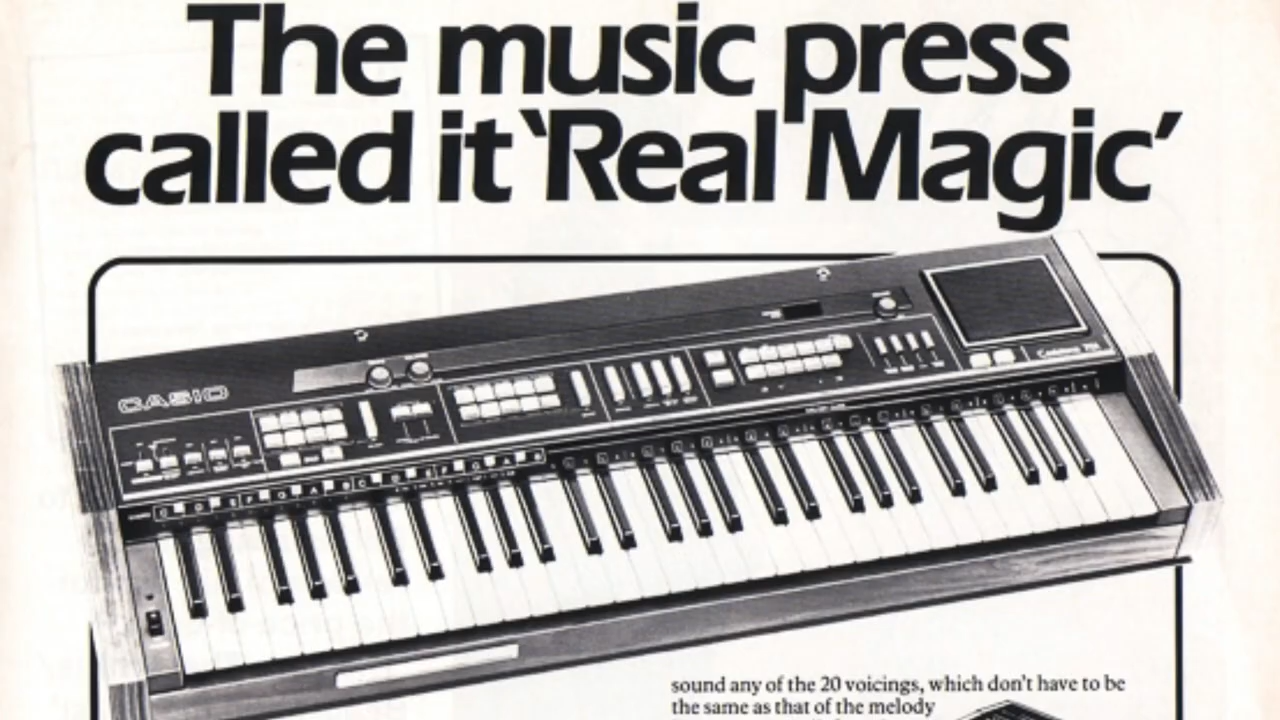 The music press
called it ‘Real Magic’
CASIO
sound any of the 20 voicings, which don't have to be
the same as that of the melody